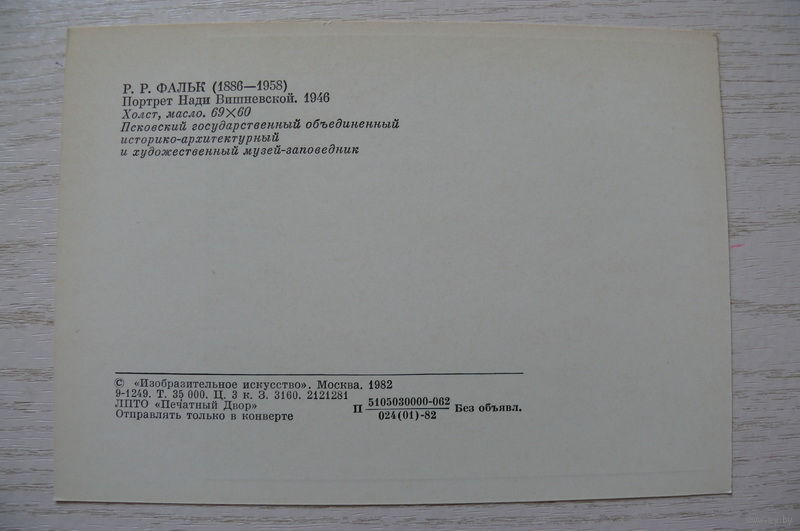 Р. Р. ФАЛЬК (1886—1958)
Портрет Нади Вишневской. 1946
Холст, масло. 69×60
Псковский государственный объединенный
историко-архитектурный
и художественный музей-заповедник
© «Изобразительное искусство». Москва. 1982
9-1249. Т. 35 000. Ц. 3 к. З. 3160. 2121281
ЛПТО «Печатный Двор»
Отправлять только в конверте
П 5105030000-062 Без объявл.
024(01)-82